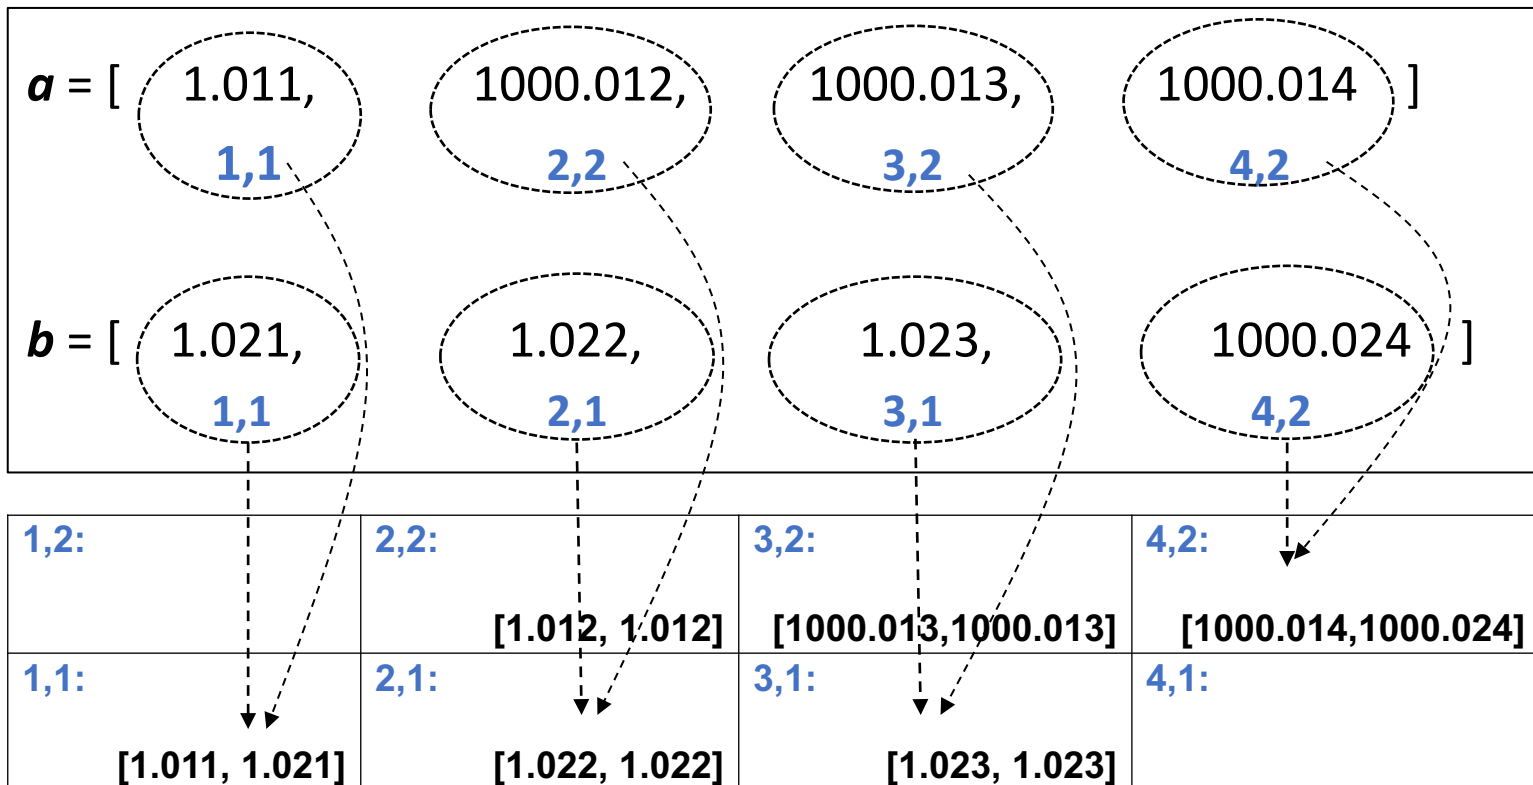 a = [ 1.011, 1000.012, 1000.013, 1000.014 ]
1,1 2,2 3,2 4,2
b = [ 1.021, 1.022, 1.023, 1000.024 ]
1,1 2,1 3,1 4,2
1,2: 2,2: 3,2: 4,2:
[1.012, 1.012] [1000.013,1000.013] [1000.014,1000.024]
1,1: 2,1: 3,1: 4,1:
[1.011, 1.021] [1.022, 1.022] [1.023, 1.023]